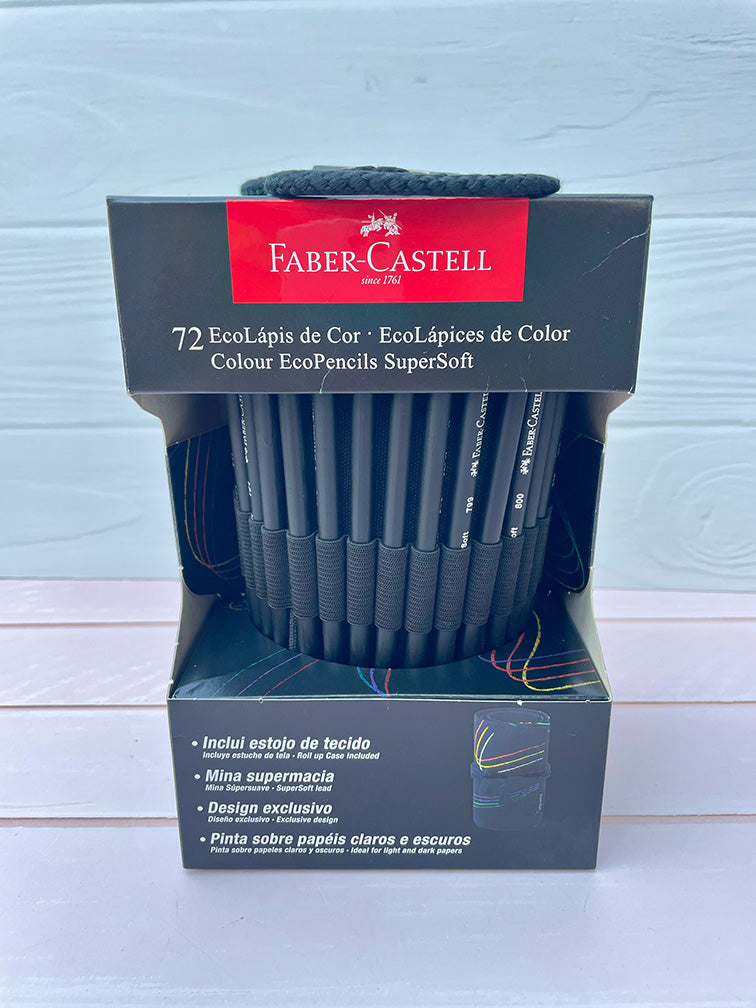 FABER-CASTELL
since 1761
72 EcoLápis de Cor · EcoLápices de Color
Colour EcoPencils SuperSoft
FABER-CAS
FABER-CASTEL
799
800
Soft
• Inclui estojo de tecido
Incluye estuche de tela - Roll up Case Included
• Mina supermacia
Mina Súpersuave - SuperSoft lead
• Design exclusivo
Diseño exclusivo - Exclusive design
• Pinta sobre papéis claros e escuros
Pinta sobre papeles claros y oscuros - Ideal for light and dark papers